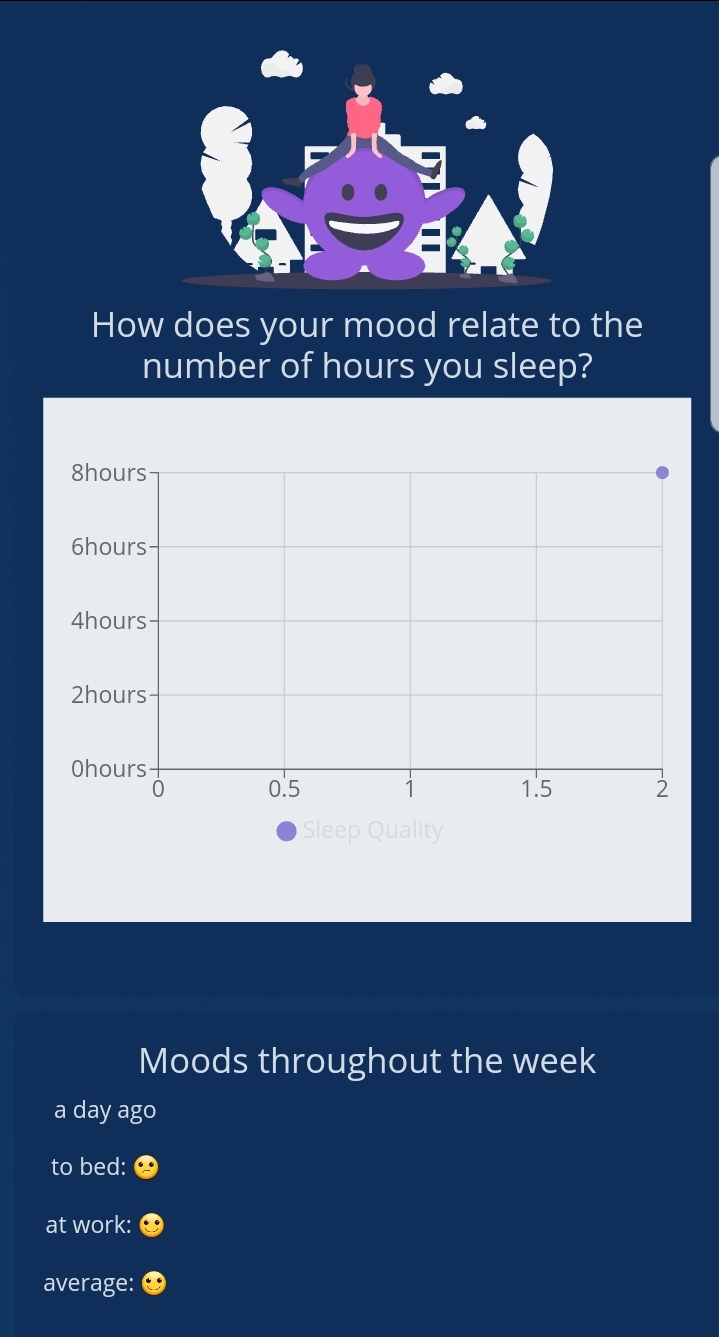 How does your mood relate to the
number of hours you sleep?
8hours
6hours
4hours
2hours
0hours
0 0.5 1 1.5 2
Sleep Quality
Moods throughout the week
a day ago
to bed: 😕
at work: 🙂
average: 🙂